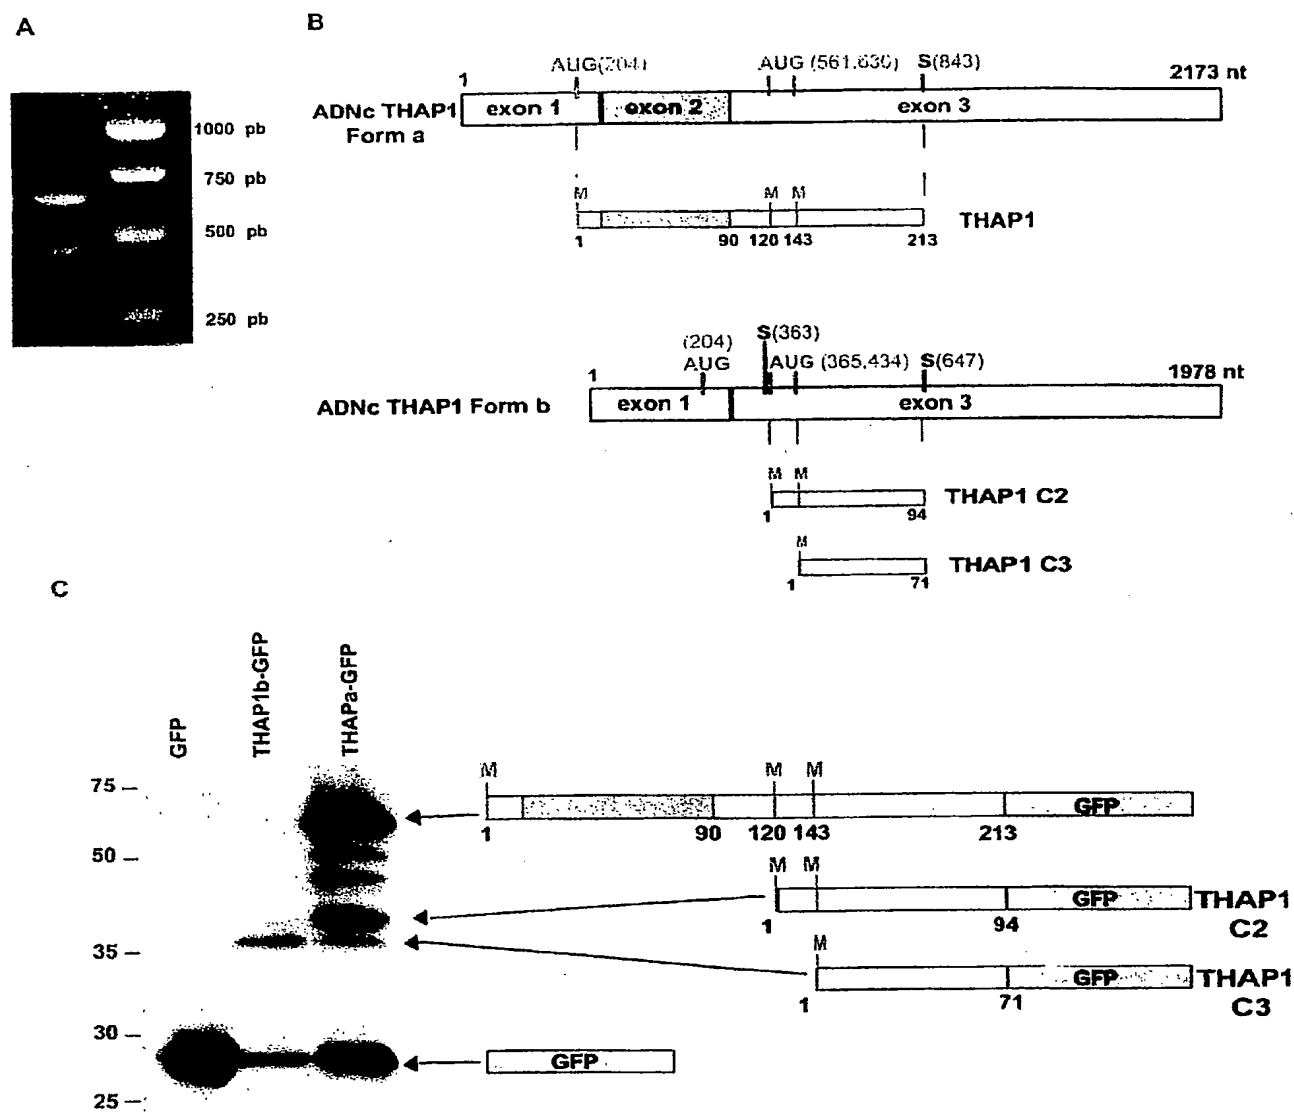 A
1000 pb
750 pb
500 pb
250 pb
B
1
AUG(204)
AUG (561,630)
S(843)
2173 nt
ADNc THAP1
Form a
exon 1
exon 2
exon 3
M
M
M
THAP1
1
90
120
143
213
1
(204)
AUG
S(363)
AUG (365,434)
S(647)
1978 nt
ADNc THAP1 Form b
exon 1
exon 3
M
M
THAP1 C2
1
94
M
THAP1 C3
1
71
C
GFP
THAP1b-GFP
THAPa-GFP
75
50
35
30
25
M
M
M
GFP
1
90
120
143
213
M
M
GFP
THAP1
C2
1
94
M
GFP
THAP1
C3
1
71
GFP